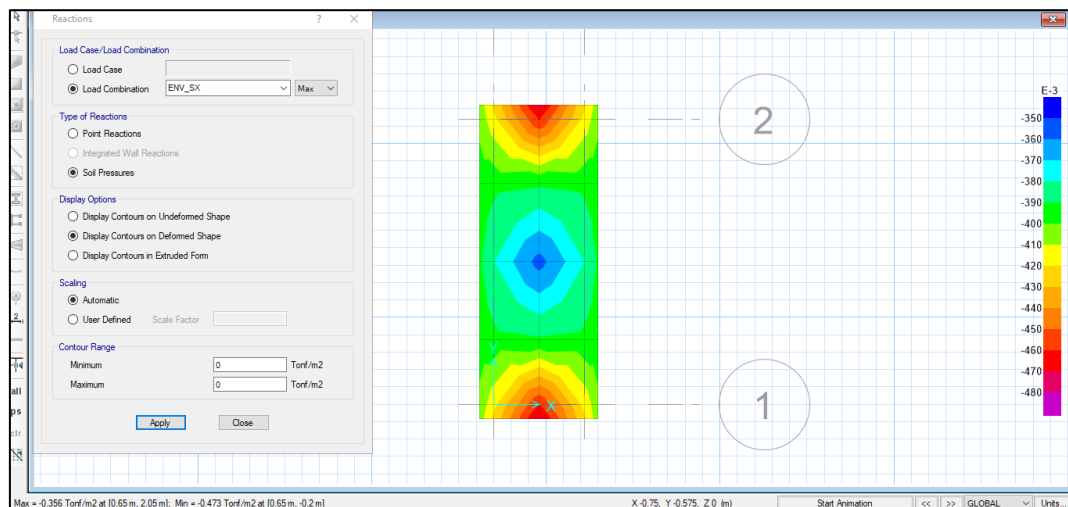 Reactions
? ×
Load Case/Load Combination
Load Case
Load Combination ENV_SX Max
Type of Reactions
Point Reactions
Integrated Wall Reactions
Soil Pressures
Display Options
Display Contours on Undeformed Shape
Display Contours on Deformed Shape
Display Contours in Extruded Form
Scaling
Automatic
User Defined Scale Factor
Contour Range
Minimum 0 Tonf/m2
Maximum 0 Tonf/m2
Apply Close
2
all
ps
clr
2
1
Y
X
E-3
-350
-360
-370
-380
-390
-400
-410
-420
-430
-440
-450
-460
-470
-480
Max = -0.356 Tonf/m2 at [0.65 m, 2.05 m]; Min = -0.473 Tonf/m2 at [0.65 m, -0.2 m]
X -0.75, Y -0.575, Z 0 (m)
Start Animation << >> GLOBAL Units...